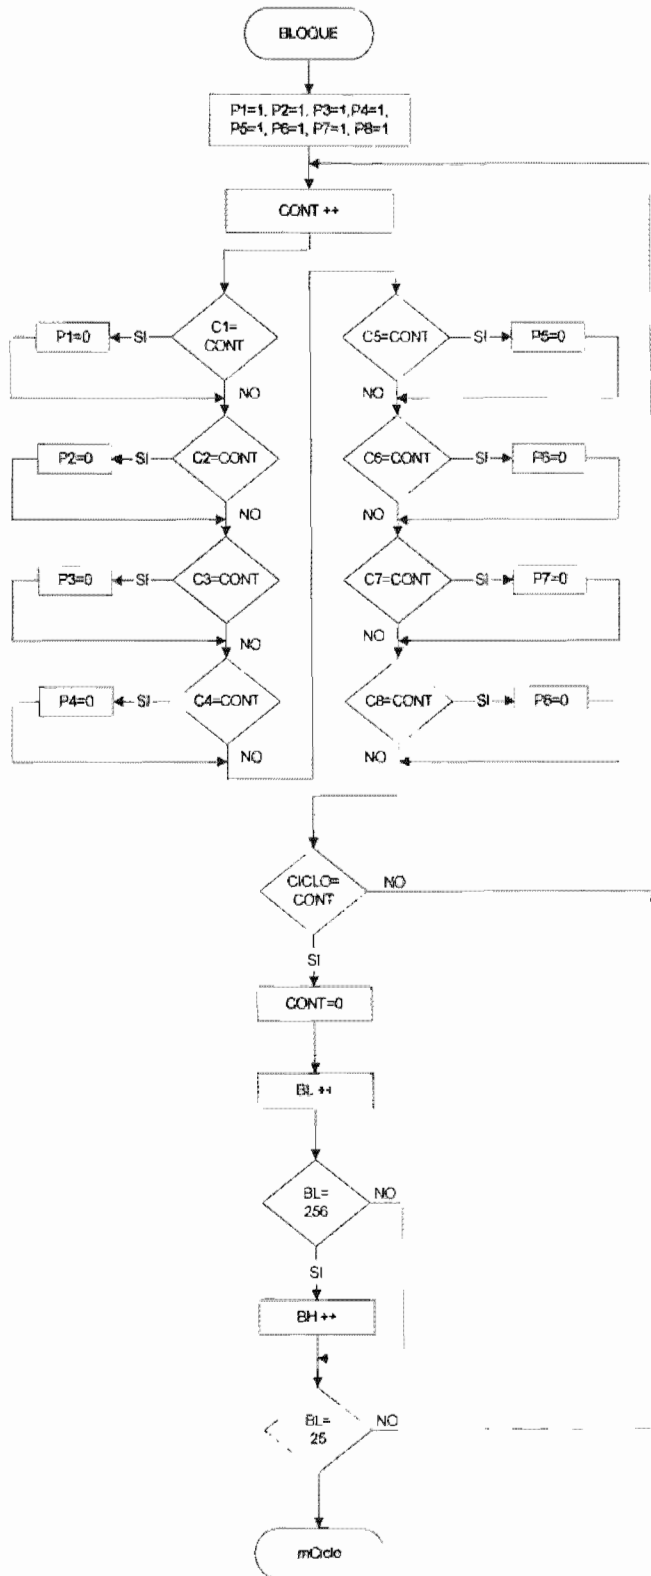 BLOQUE
P1=1, P2=1, P3=1, P4=1,
P5=1, P6=1, P7=1, P8=1
CONT ++
C1=
CONT
SI
P1=0
NO
C2=CONT
SI
P2=0
NO
C3=CONT
SI
P3=0
NO
C4=CONT
SI
P4=0
NO
C5=CONT
SI
P5=0
NO
C6=CONT
SI
P6=0
NO
C7=CONT
SI
P7=0
NO
C8=CONT
SI
P8=0
NO
CICLO=
CONT
NO
SI
CONT=0
BL ++
BL=
256
NO
SI
BH ++
BL=
25
NO
mCiclo